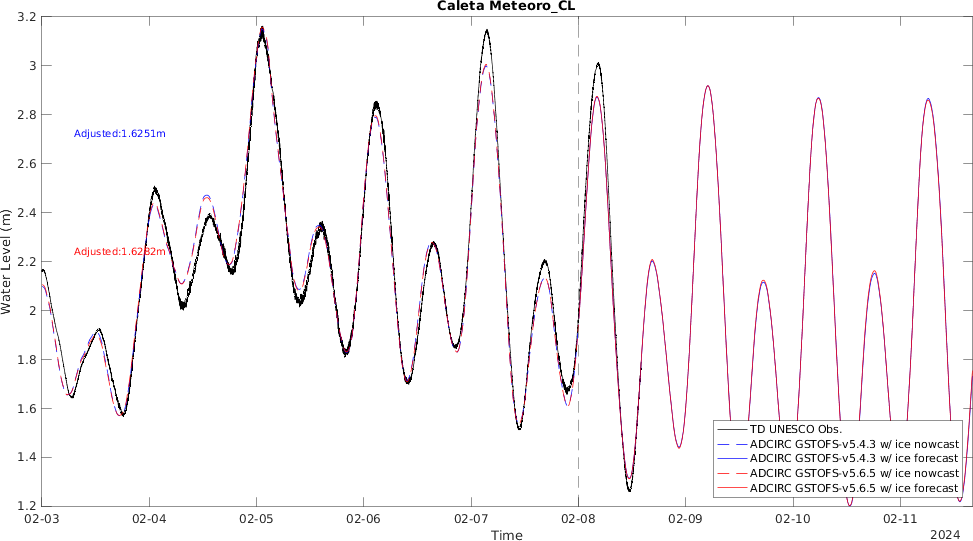 Caleta Meteoro_CL
3.2
3
2.8
2.6
2.4
2.2
2
1.8
1.6
1.4
1.2
Water Level (m)
Adjusted:1.6251m
Adjusted:1.6282m
TD UNESCO Obs.
ADCIRC GSTOFS-v5.4.3 w/ ice nowcast
ADCIRC GSTOFS-v5.4.3 w/ ice forecast
ADCIRC GSTOFS-v5.6.5 w/ ice nowcast
ADCIRC GSTOFS-v5.6.5 w/ ice forecast
02-03 02-04 02-05 02-06 02-07 02-08 02-09 02-10 02-11
Time
2024